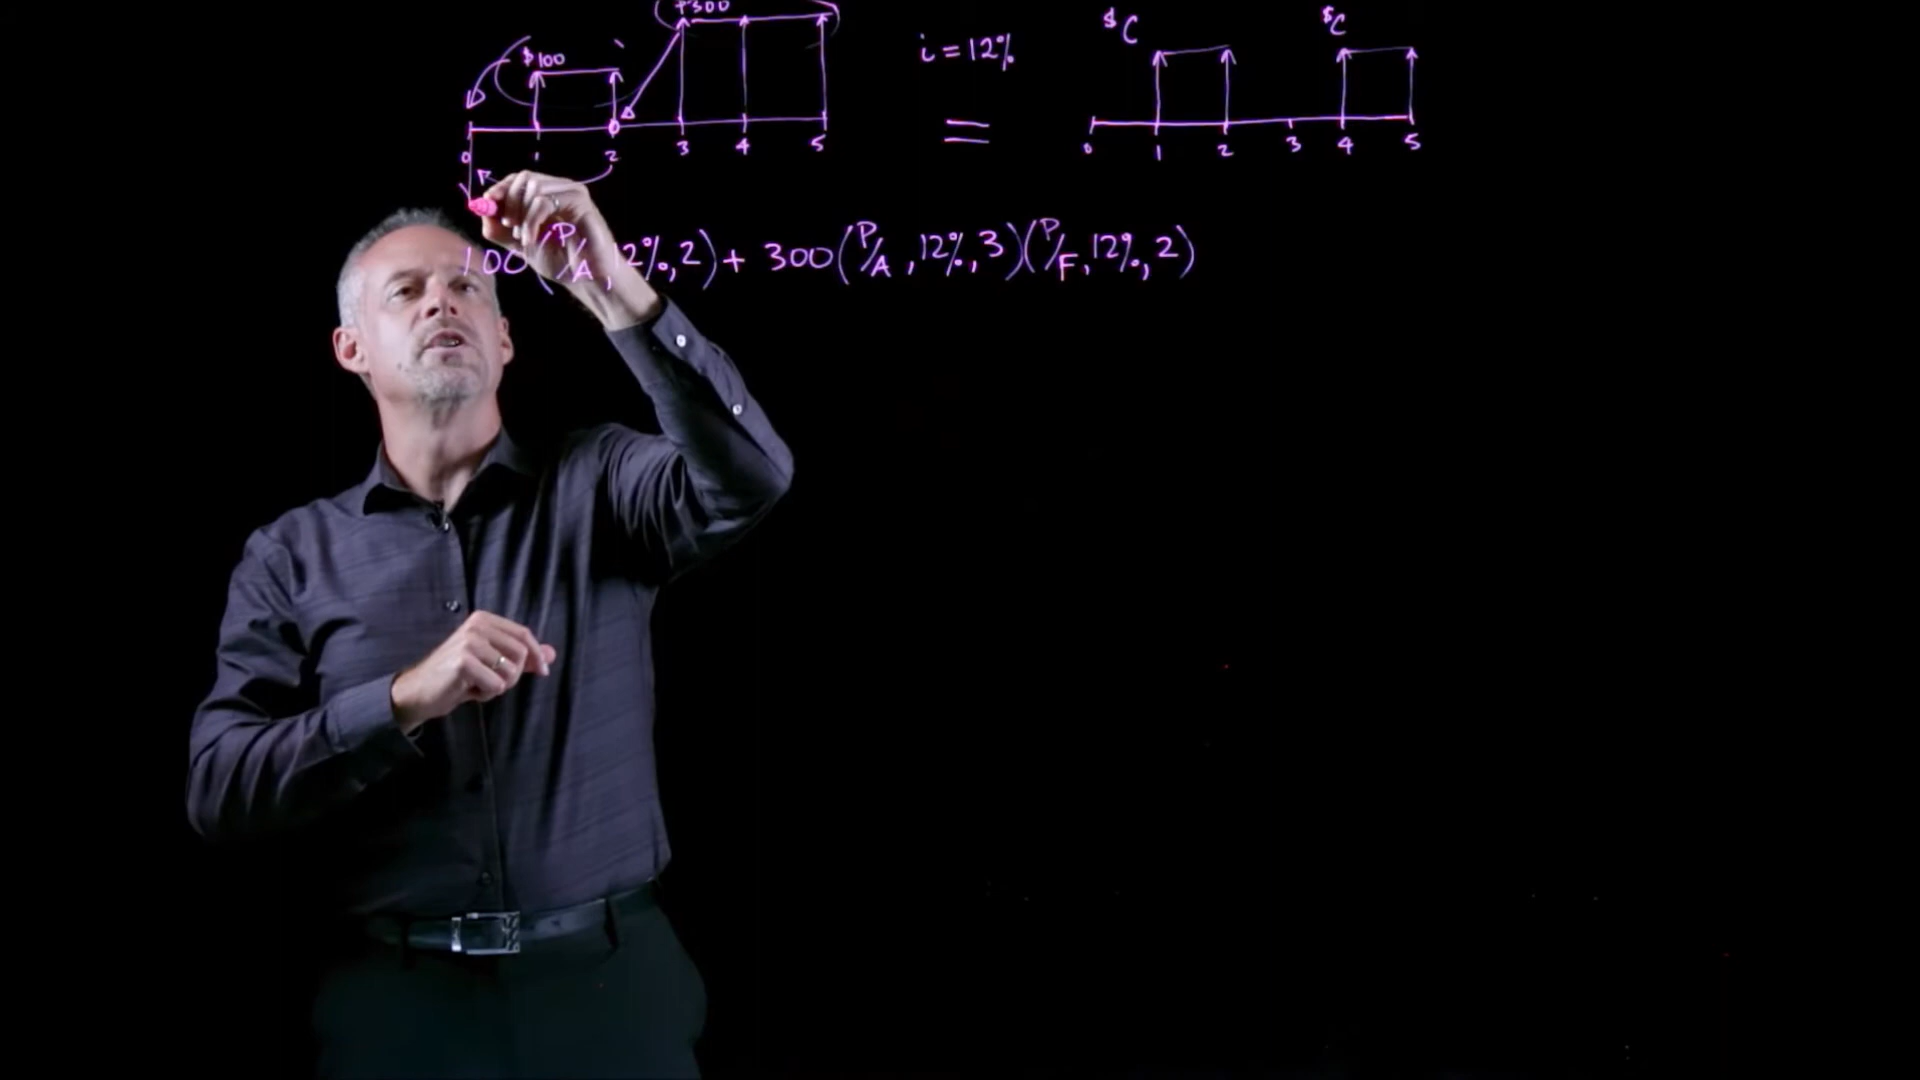 $300
$100
i = 12%
$C $C
=
0 1 2 3 4 5
0 1 2 3 4 5
100(P/A, 12%, 2) + 300(P/A, 12%, 3)(P/F, 12%, 2)